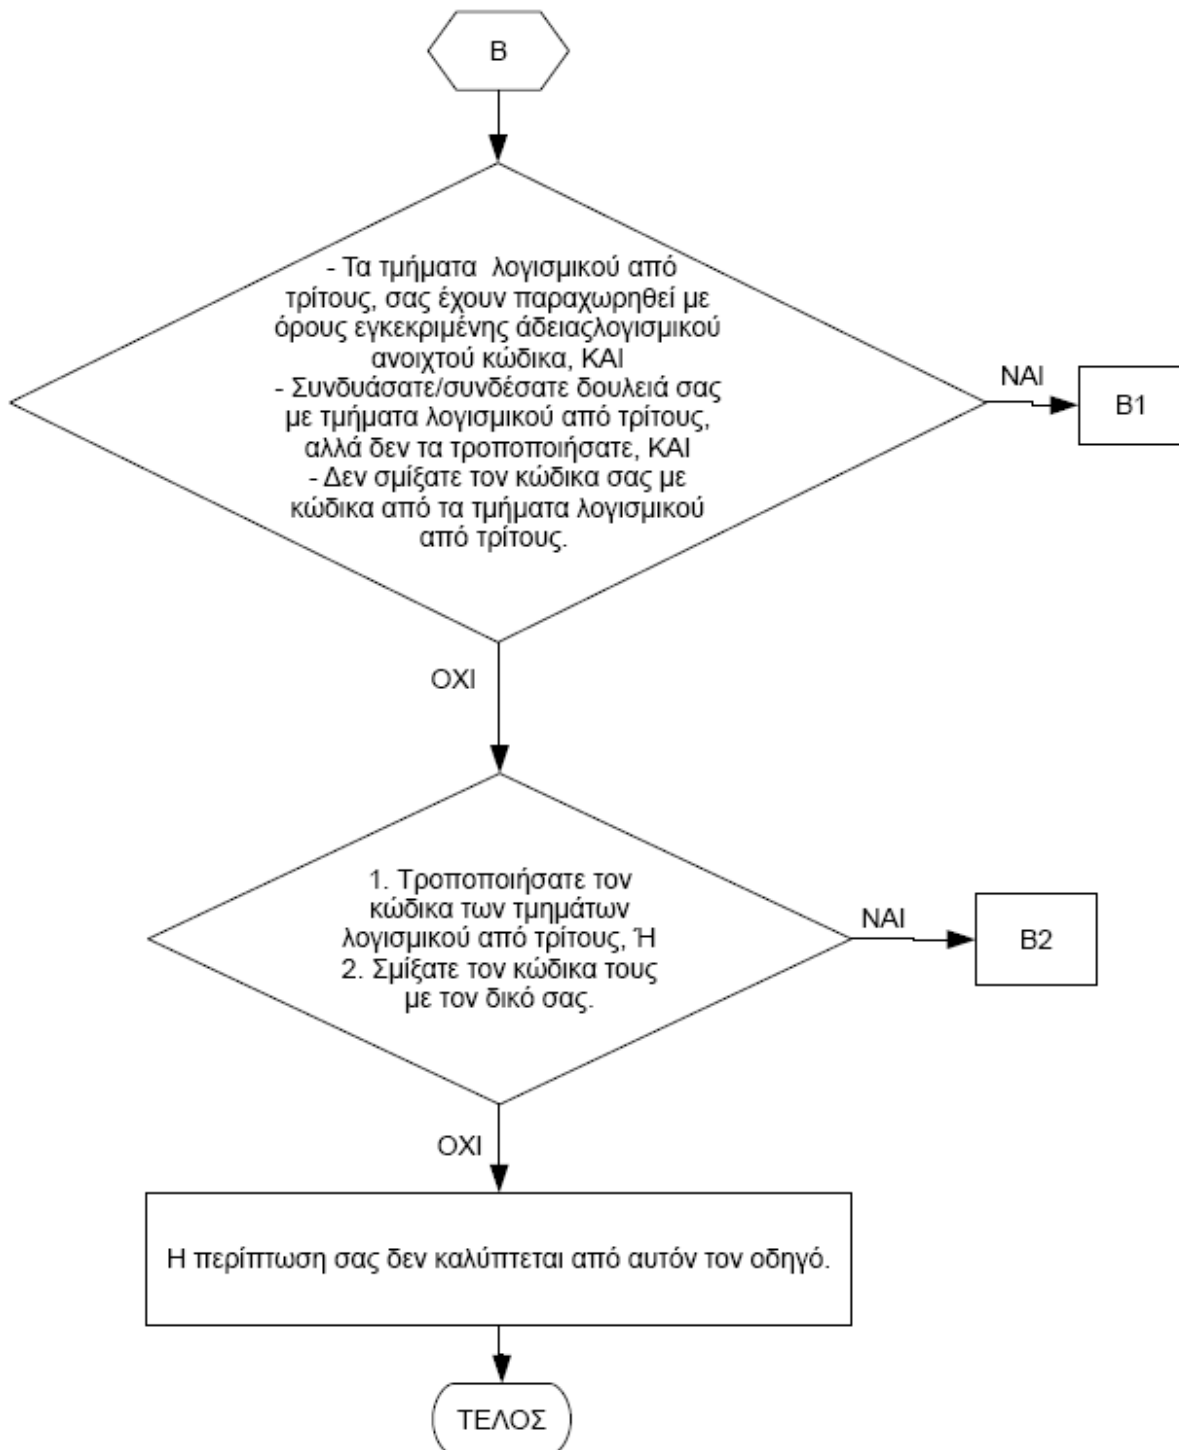 Β
- Τα τμήματα λογισμικού από
τρίτους, σας έχουν παραχωρηθεί με
όρους εγκεκριμένης άδειαςλογισμικού
ανοιχτού κώδικα, ΚΑΙ
- Συνδυάσατε/συνδέσατε δουλειά σας
με τμήματα λογισμικού από τρίτους,
αλλά δεν τα τροποποιήσατε, ΚΑΙ
- Δεν σμίξατε τον κώδικα σας με
κώδικα από τα τμήματα λογισμικού
από τρίτους.
ΝΑΙ
Β1
ΟΧΙ
1. Τροποποιήσατε τον
κώδικα των τμημάτων
λογισμικού από τρίτους, Ή
2. Σμίξατε τον κώδικα τους
με τον δικό σας.
ΝΑΙ
Β2
ΟΧΙ
Η περίπτωση σας δεν καλύπτεται από αυτόν τον οδηγό.
ΤΕΛΟΣ